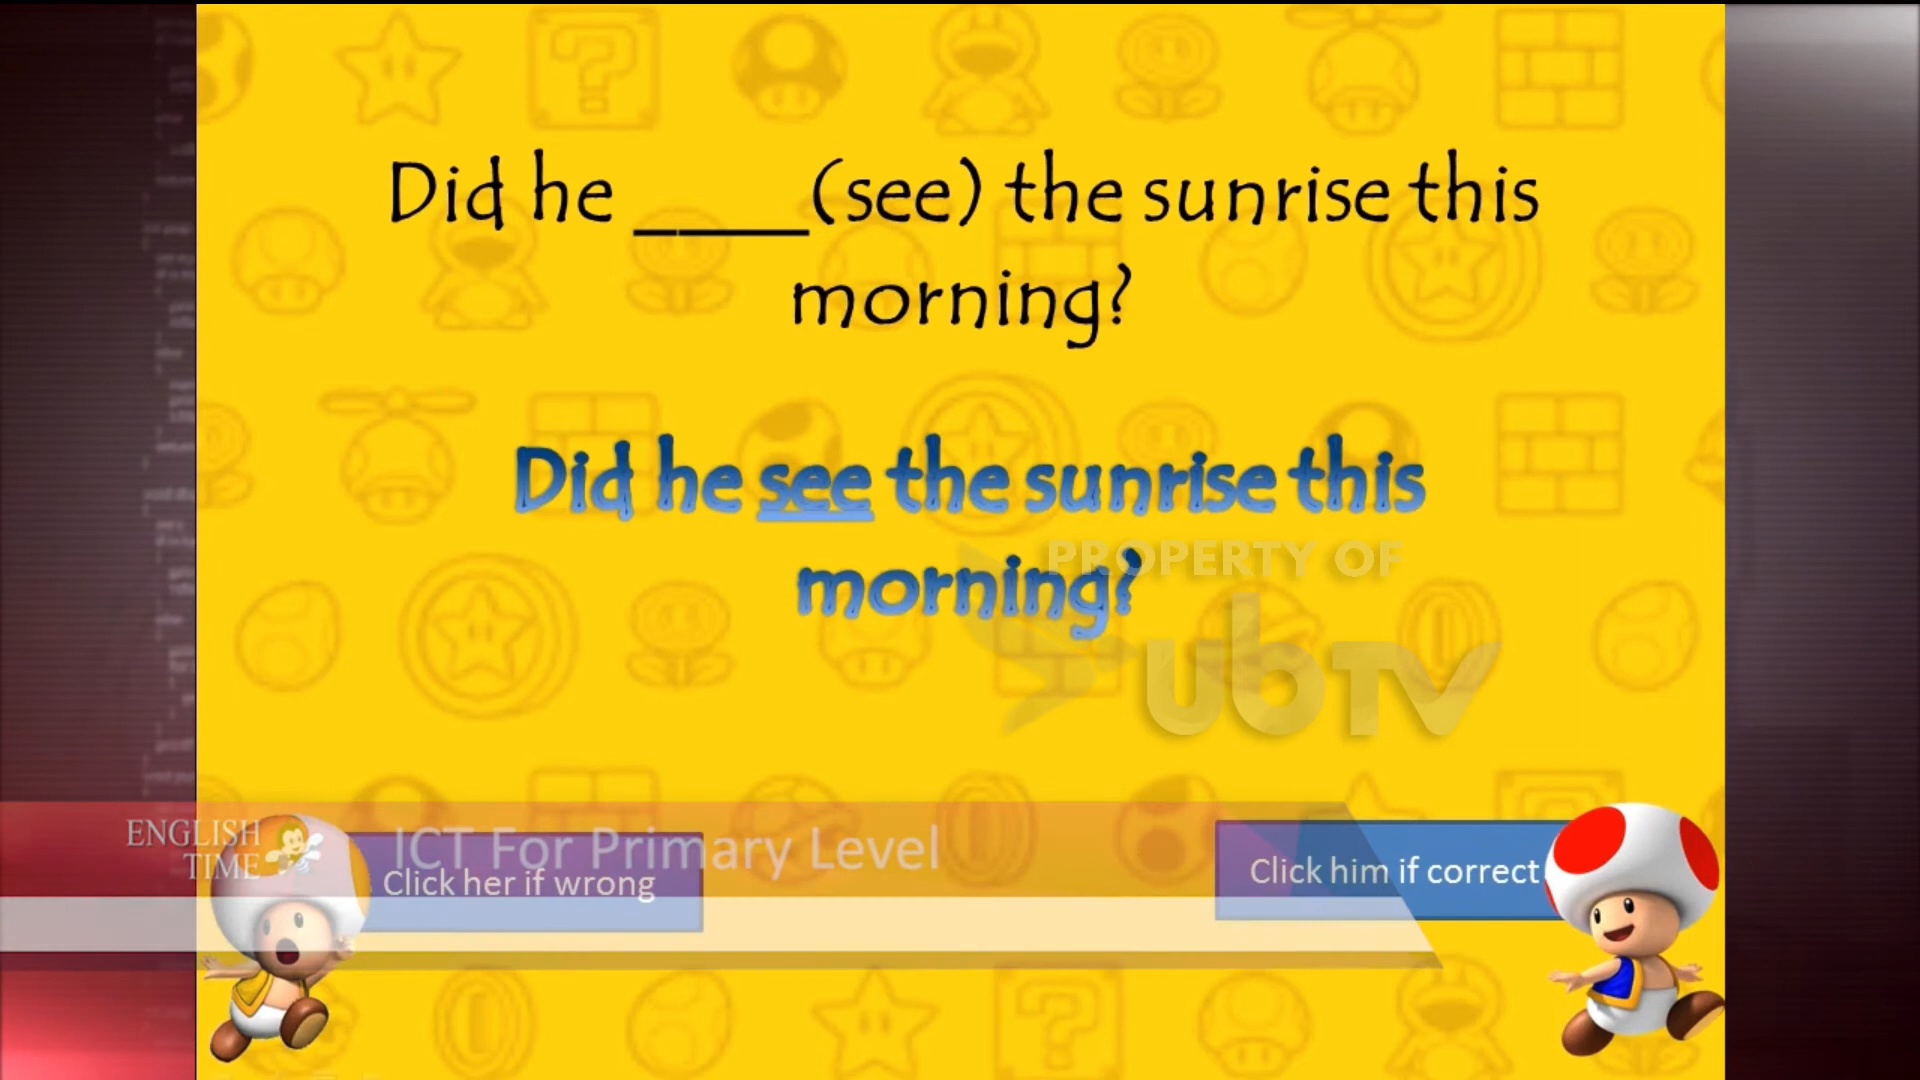 Did he ____(see) the sunrise this
morning?
Did he see the sunrise this
morning?
PROPERTY OF
ubTV
ENGLISH
TIME
ICT For Primary Level
Click her if wrong
Click him if correct